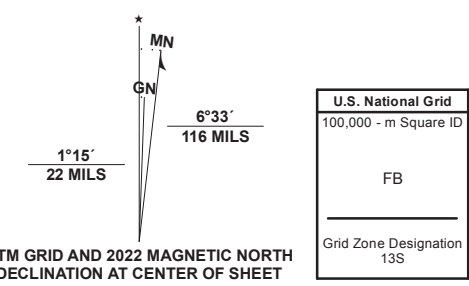 ★
MN
GN
6°33´
116 MILS
1°15´
22 MILS
TM GRID AND 2022 MAGNETIC NORTH
DECLINATION AT CENTER OF SHEET
U.S. National Grid
100,000 - m Square ID
FB
Grid Zone Designation
13S